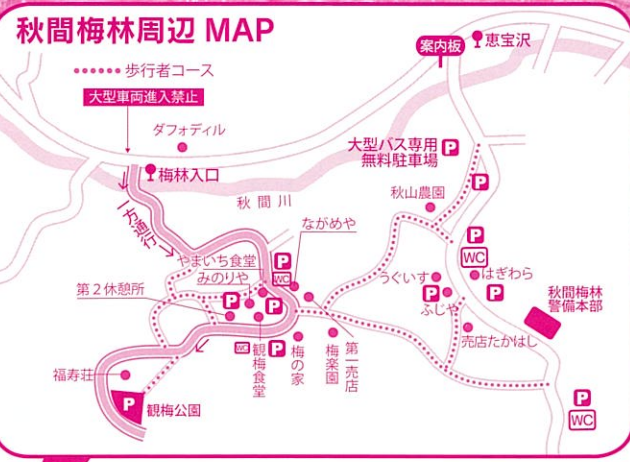 秋間梅林周辺 MAP
歩行者コース
大型車両進入禁止
案内板
恵宝沢
ダフォディル
大型バス専用
無料駐車場
P
P
梅林入口
秋山農園
秋間川
一方通行
ながめや
P
WC
やまいち食堂
みのりや
P
WC
うぐいす
はぎわら
P
P
ふじや
第2休憩所
P
P
秋間梅林
警備本部
売店たかはし
WC
観梅食堂
P
梅の家
梅楽園
第一売店
福寿荘
P
観梅公園
P
WC